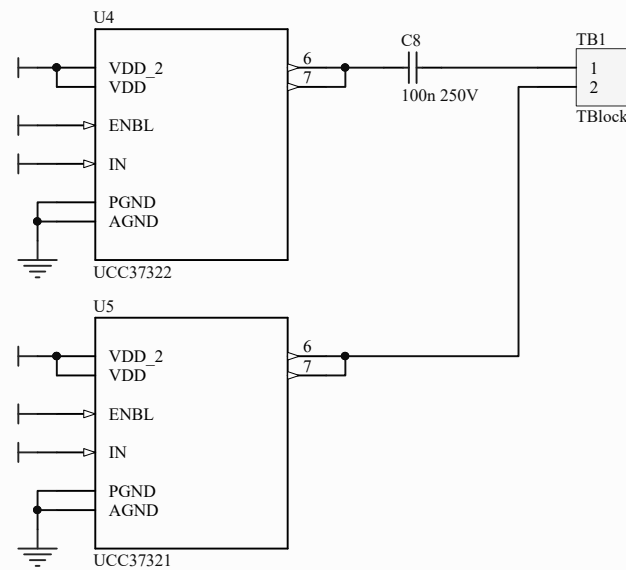 U4
VDD_2
VDD
ENBL
IN
PGND
AGND
6
7
UCC37322
C8
100n 250V
TB1
1
2
TBlock
U5
VDD_2
VDD
ENBL
IN
PGND
AGND
6
7
UCC37321